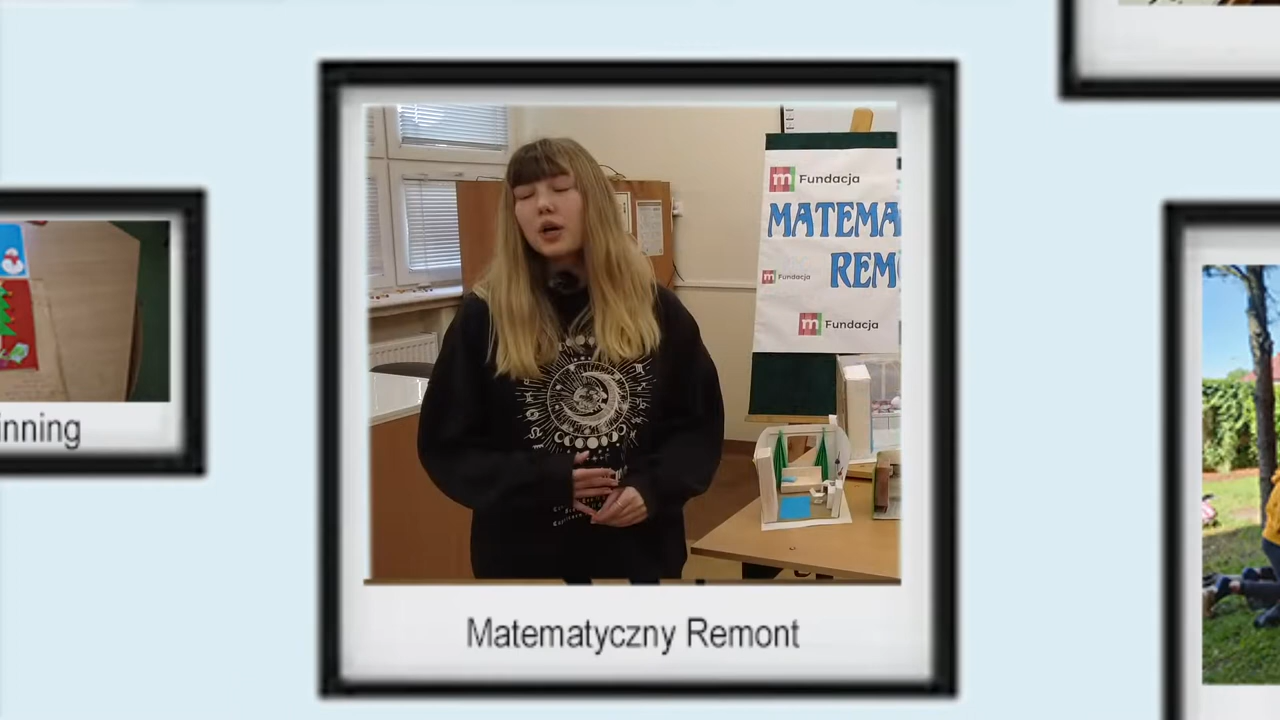 m Fundacja
MATEMA
m Fundacja
REM
m Fundacja
inning
Matematyczny Remont